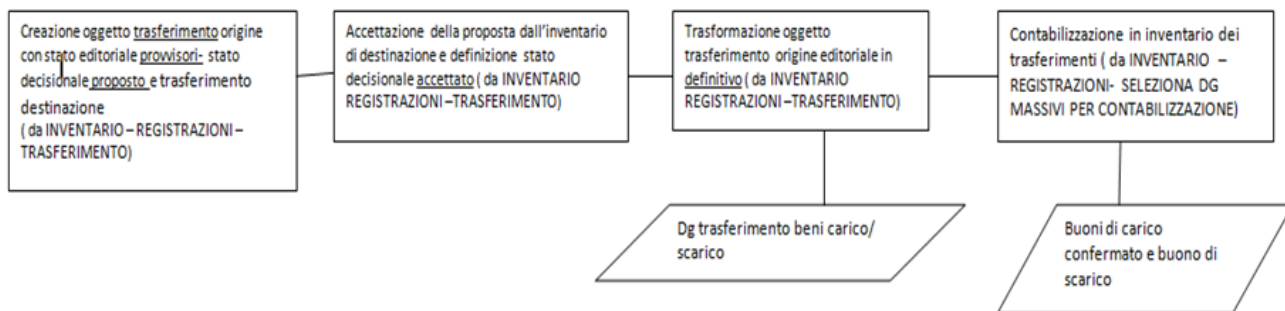 Creazione oggetto trasferimento origine
con stato editoriale provvisori- stato
decisionale proposto e trasferimento
destinazione
( da INVENTARIO – REGISTRAZIONI –
TRASFERIMENTO)
Accettazione della proposta dall'inventario
di destinazione e definizione stato
decisionale accettato ( da INVENTARIO
REGISTRAZIONI –TRASFERIMENTO)
Trasformazione oggetto
trasferimento origine editoriale in
definitivo ( da INVENTARIO
REGISTRAZIONI –TRASFERIMENTO)
Contabilizzazione in inventario dei
trasferimenti ( da INVENTARIO –
REGISTRAZIONI- SELEZIONA DG
MASSIVI PER CONTABILIZZAZIONE)
Dg trasferimento beni carico/
scarico
Buoni di carico
confermato e buono di
scarico